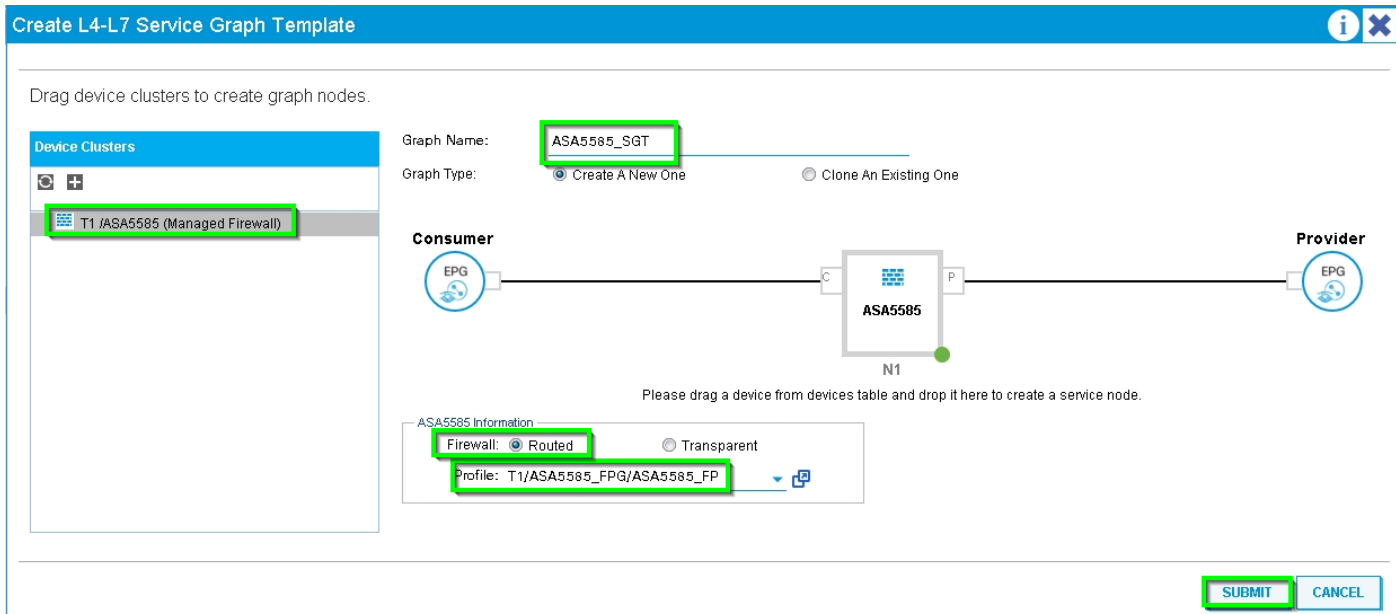 Create L4-L7 Service Graph Template
i
Drag device clusters to create graph nodes.
Device Clusters
T1 /ASA5585 (Managed Firewall)
Graph Name: ASA5585_SGT
Graph Type: Create A New One Clone An Existing One
Consumer Provider
EPG EPG
C P
ASA5585
N1
Please drag a device from devices table and drop it here to create a service node.
ASA5585 Information
Firewall: Routed Transparent
Profile: T1/ASA5585_FPG/ASA5585_FP
SUBMIT CANCEL